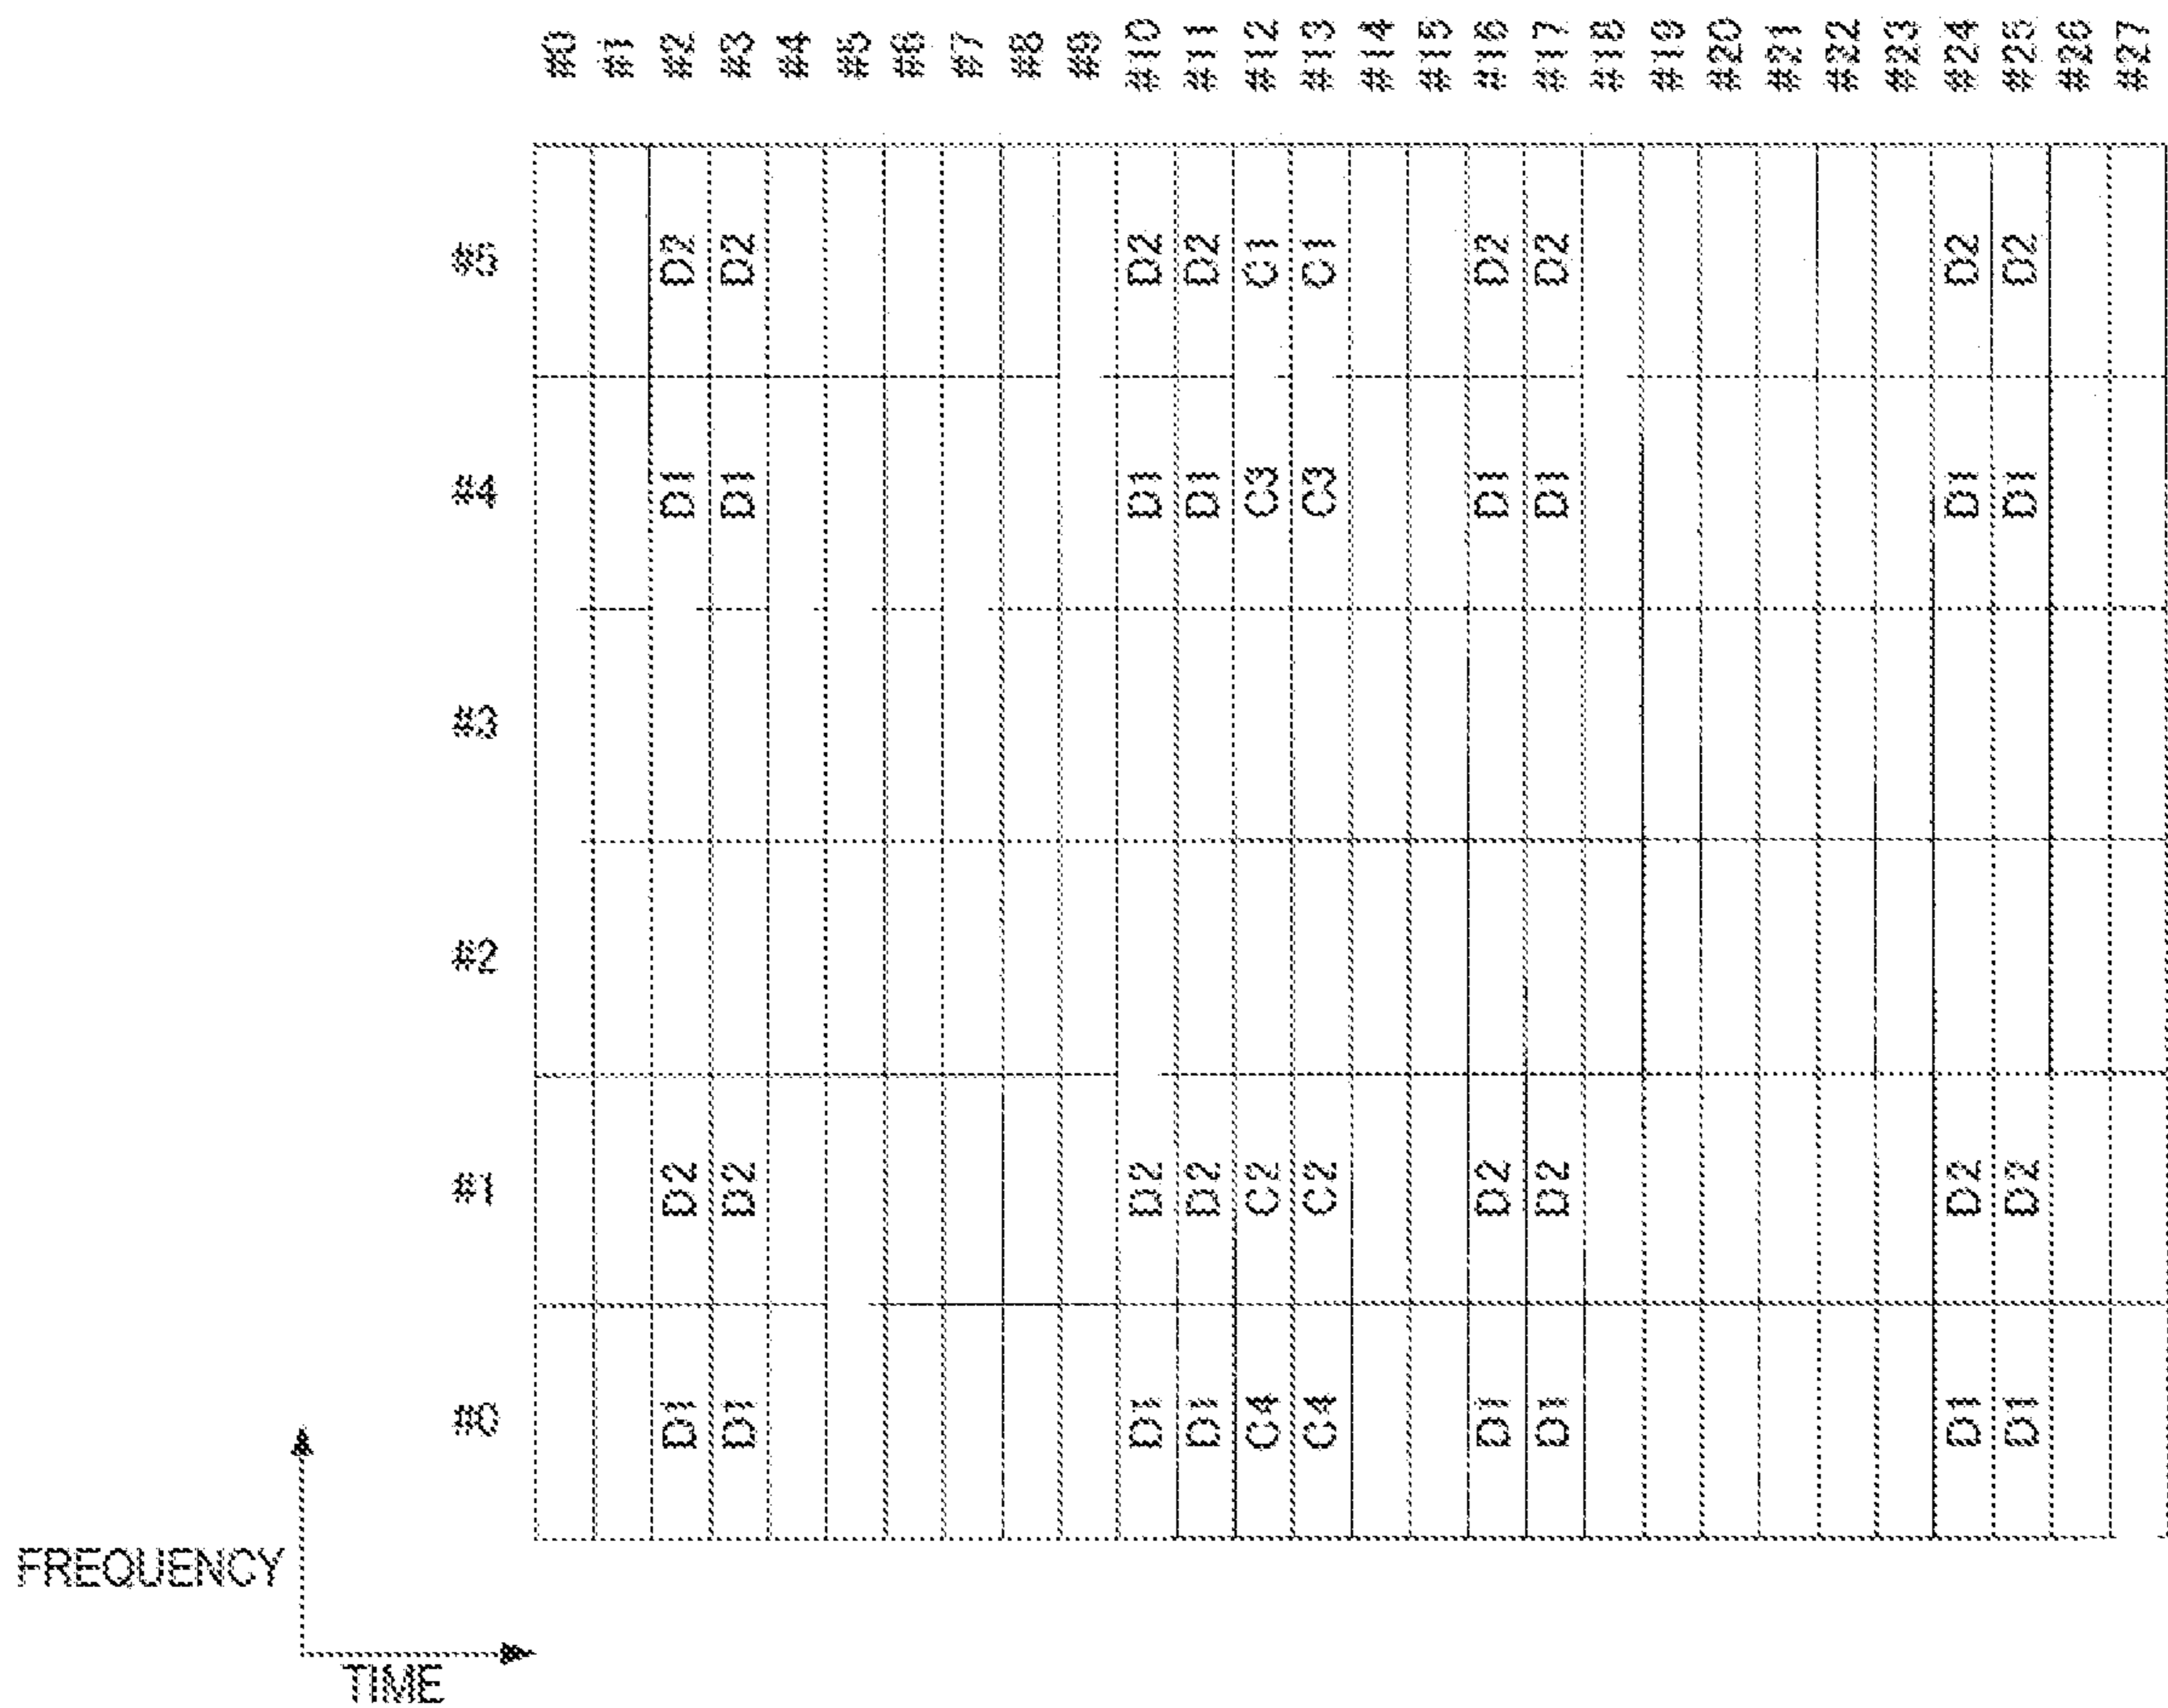 #0 #1 #2 #3 #4 #5 #6 #7 #8 #9 #10 #11 #12 #13 #14 #15 #16 #17 #18 #19 #20 #21 #22 #23 #24 #25 #26 #27
#5 D2 D2 D2 D2 C1 C1 D2 D2 D2 D2
#4 D1 D1 D1 D1 C3 C3 D1 D1 D1 D1
#3
#2
#1 D2 D2 D2 D2 C2 C2 D2 D2 D2 D2
#0 D1 D1 D1 D1 C4 C4 D1 D1 D1 D1
FREQUENCY
TIME